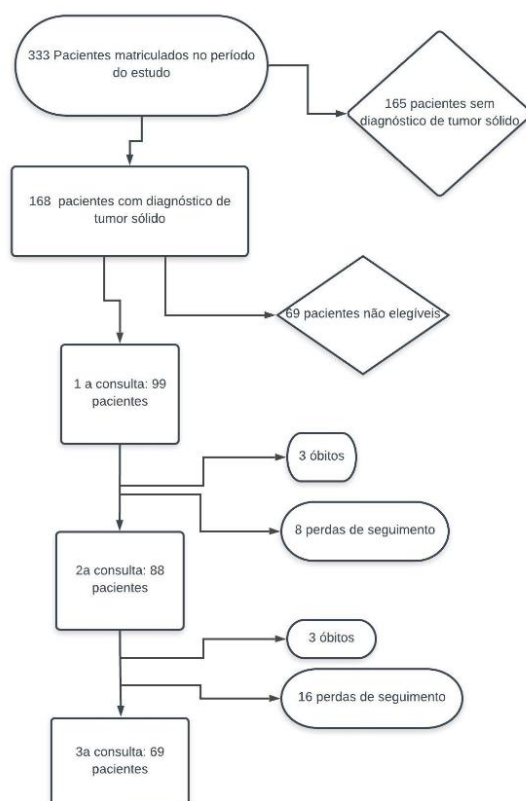 333 Pacientes matriculados no período
do estudo
165 pacientes sem
diagnóstico de tumor sólido
168 pacientes com diagnóstico de
tumor sólido
69 pacientes não elegíveis
1 a consulta: 99
pacientes
3 óbitos
8 perdas de seguimento
2a consulta: 88
pacientes
3 óbitos
16 perdas de seguimento
3a consulta: 69
pacientes